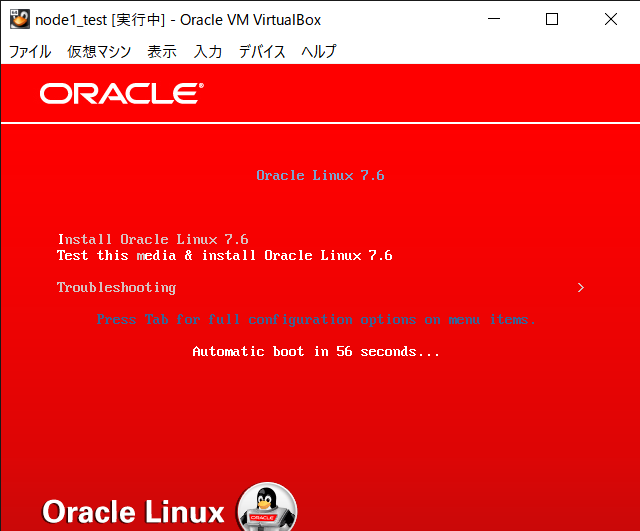 node1_test [実行中] - Oracle VM VirtualBox
ファイル 仮想マシン 表示 入力 デバイス ヘルプ
ORACLE®
Oracle Linux 7.6
Install Oracle Linux 7.6
Test this media & install Oracle Linux 7.6
Troubleshooting >
Press Tab for full configuration options on menu items.
Automatic boot in 56 seconds...
Oracle Linux
ORACLE